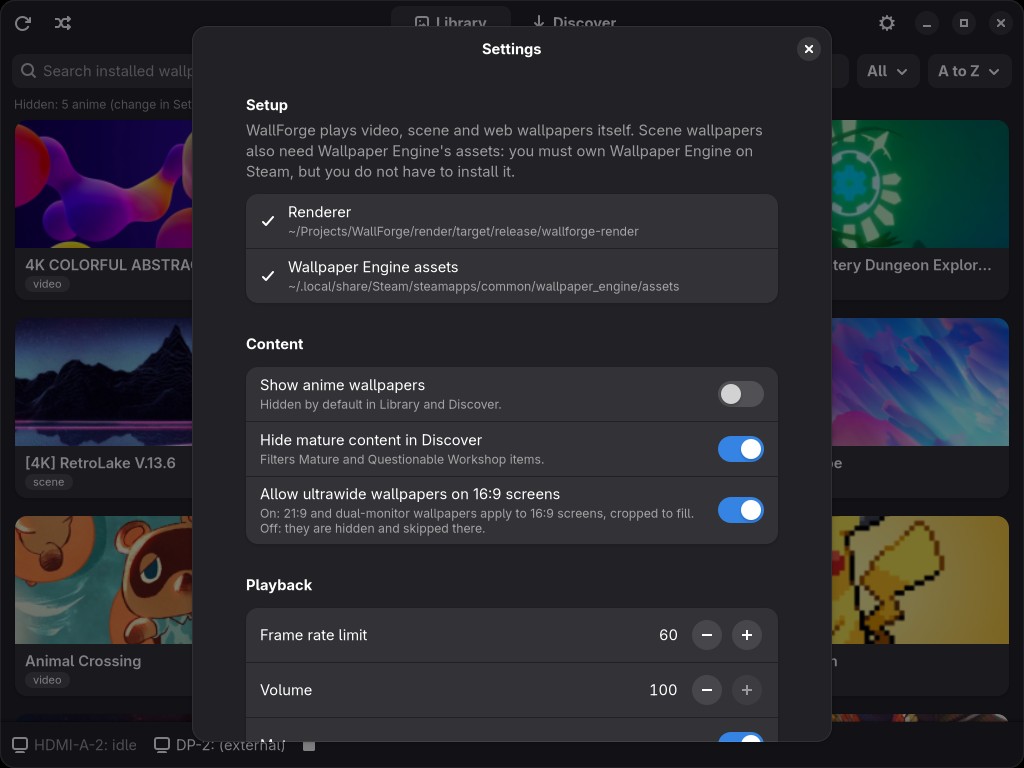 Library
Discover
Settings
Search installed wallp
All
A to Z
Hidden: 5 anime (change in Set
Setup
WallForge plays video, scene and web wallpapers itself. Scene wallpapers
also need Wallpaper Engine's assets: you must own Wallpaper Engine on
Steam, but you do not have to install it.
Renderer
~/Projects/WallForge/render/target/release/wallforge-render
Wallpaper Engine assets
~/.local/share/Steam/steamapps/common/wallpaper_engine/assets
4K COLORFUL ABSTRA
video
tery Dungeon Explor...
Content
Show anime wallpapers
Hidden by default in Library and Discover.
Hide mature content in Discover
Filters Mature and Questionable Workshop items.
Allow ultrawide wallpapers on 16:9 screens
On: 21:9 and dual-monitor wallpapers apply to 16:9 screens, cropped to fill.
Off: they are hidden and skipped there.
[4K] RetroLake V.13.6
scene
Playback
Frame rate limit
60
Volume
100
Animal Crossing
video
HDMI-A-2: idle
DP-2: (external)